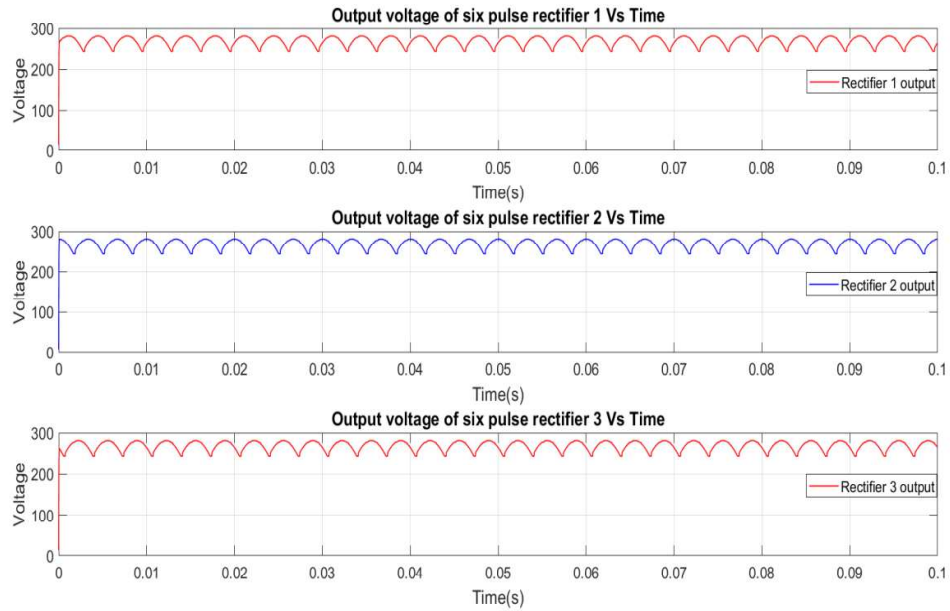 Output voltage of six pulse rectifier 1 Vs Time
300
200
100
0
Voltage
Rectifier 1 output
0 0.01 0.02 0.03 0.04 0.05 0.06 0.07 0.08 0.09 0.1
Time(s)
Output voltage of six pulse rectifier 2 Vs Time
300
200
100
0
Voltage
Rectifier 2 output
0 0.01 0.02 0.03 0.04 0.05 0.06 0.07 0.08 0.09 0.1
Time(s)
Output voltage of six pulse rectifier 3 Vs Time
300
200
100
0
Voltage
Rectifier 3 output
0 0.01 0.02 0.03 0.04 0.05 0.06 0.07 0.08 0.09 0.1
Time(s)